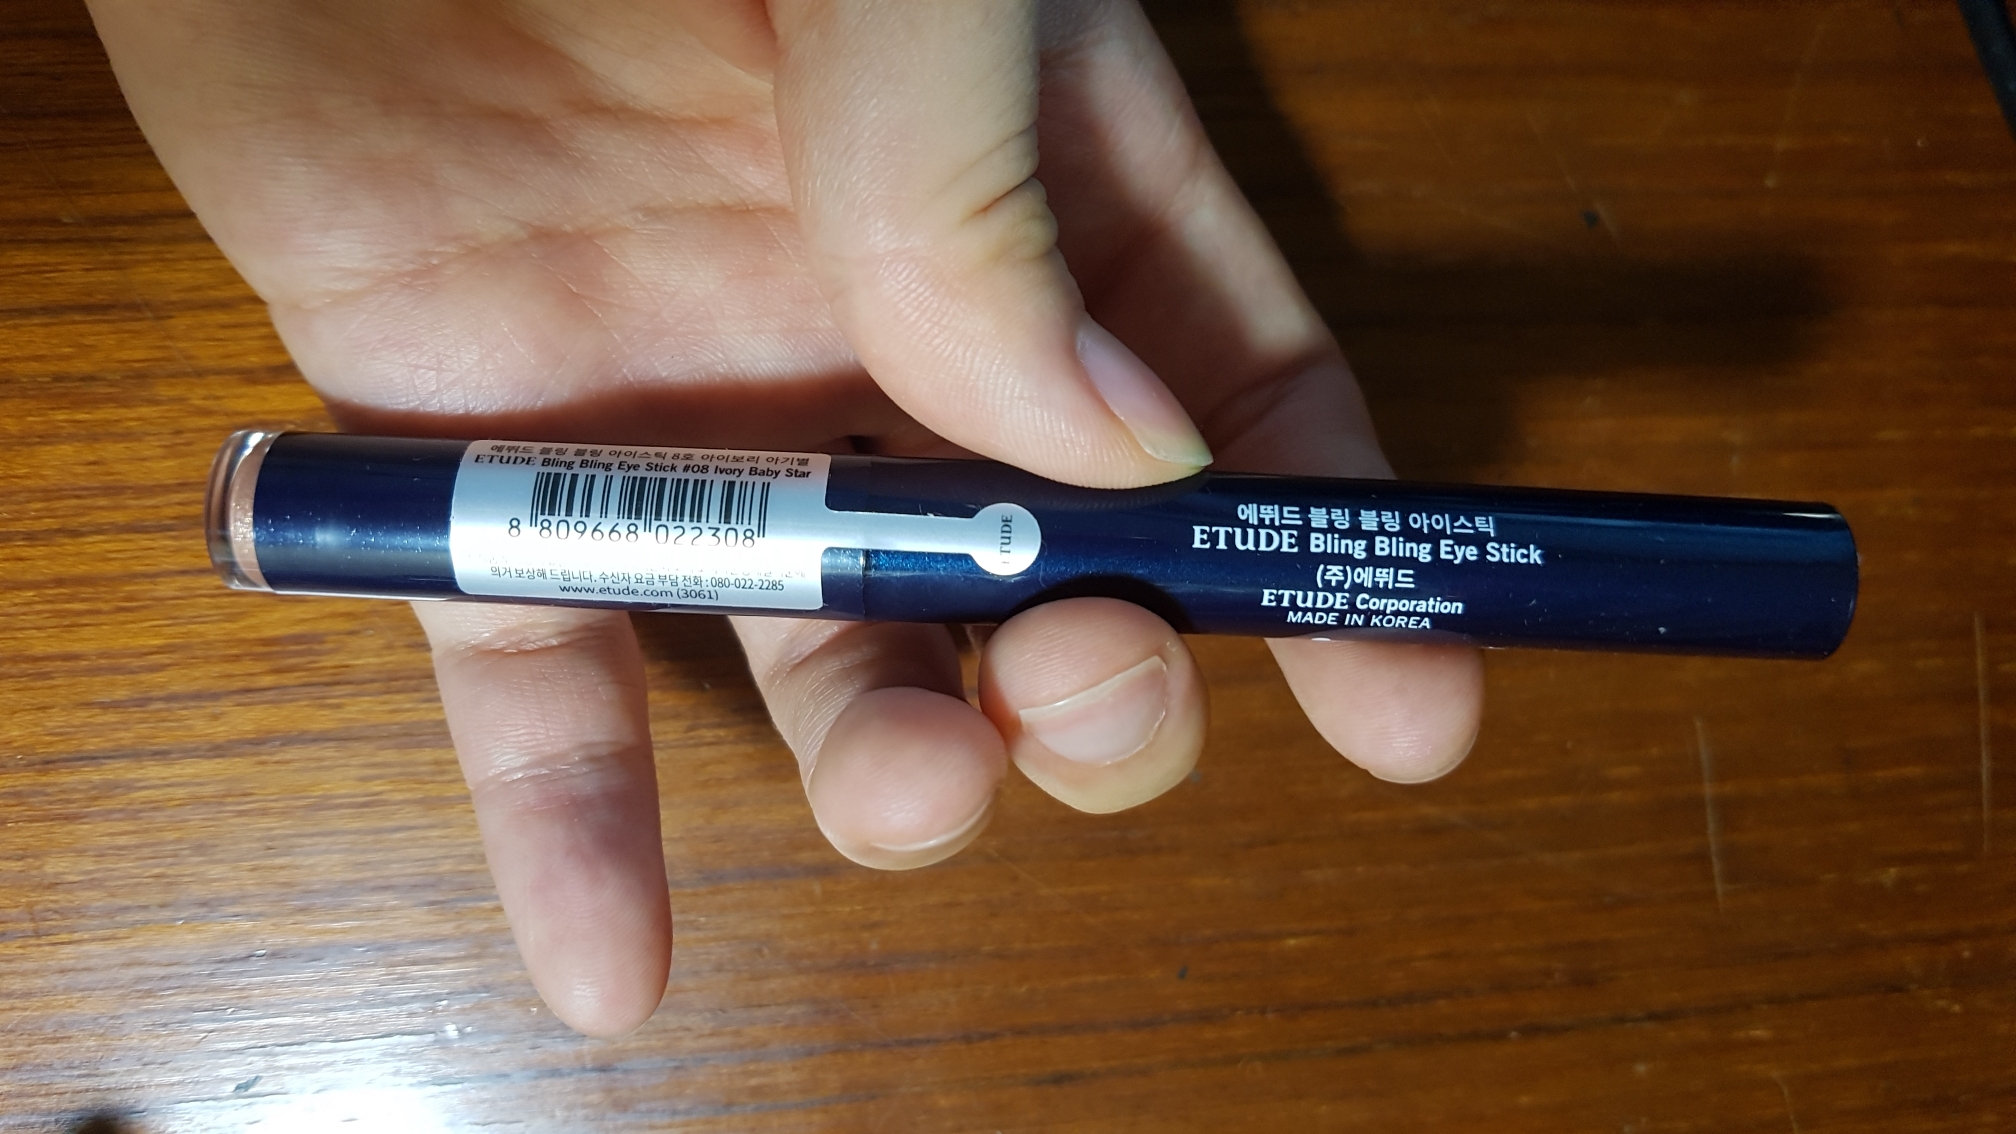 에뛰드 블링 블링 아이스틱 8호 아이보리 아기별
ETUDE Bling Bling Eye Stick #08 Ivory Baby Star
8 809668 022308
의거 보상해 드립니다. 수신자 요금 부담 전화 : 080-022-2285
www.etude.com (3061)
ETUDE
에뛰드 블링 블링 아이스틱
ETUDE Bling Bling Eye Stick
(주)에뛰드
ETUDE Corporation
MADE IN KOREA